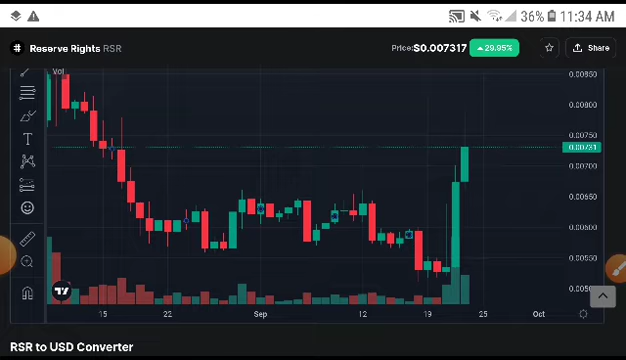 36% 11:34 AM
Reserve Rights RSR Price:$0.007317 ▲29.95% Share
Vol
0.00850
0.00800
0.00750
0.00731
0.00700
0.00650
0.00600
0.00550
T
15 22 Sep 12 19 25 Oct
RSR to USD Converter